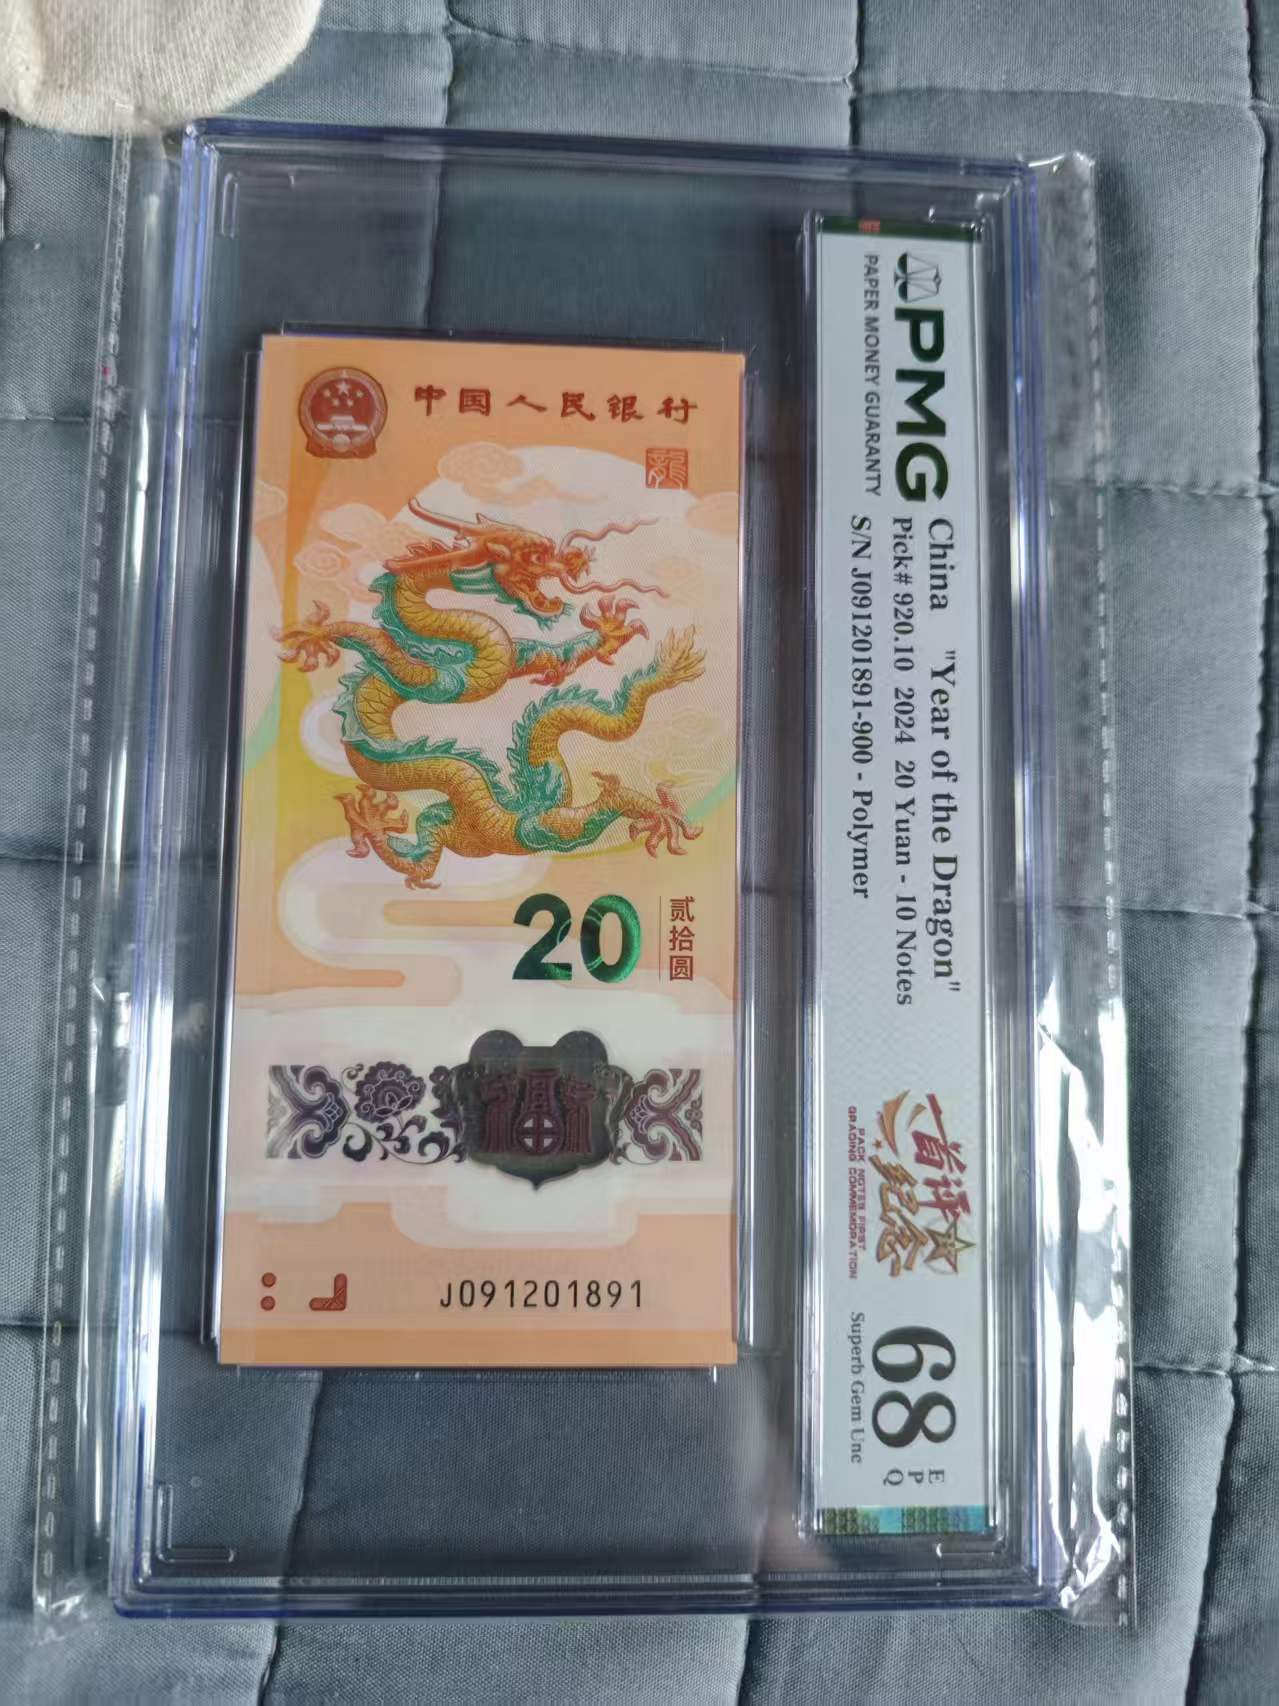 中国人民银行
龍
20
贰拾圆
福
J091201891
PMG
PAPER MONEY GUARANTY
China "Year of the Dragon"
Pick# 920.10 2024 20 Yuan - 10 Notes
S/N J091201891-900 - Polymer
首评
纪念
PACK NOTES FIRST
GRADING COMMEMORATION
68
EPQ
Superb Gem Unc